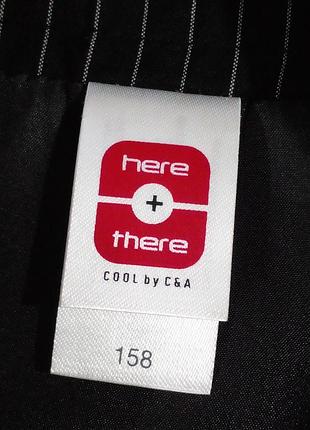 here
+
there
COOL by C&A
158